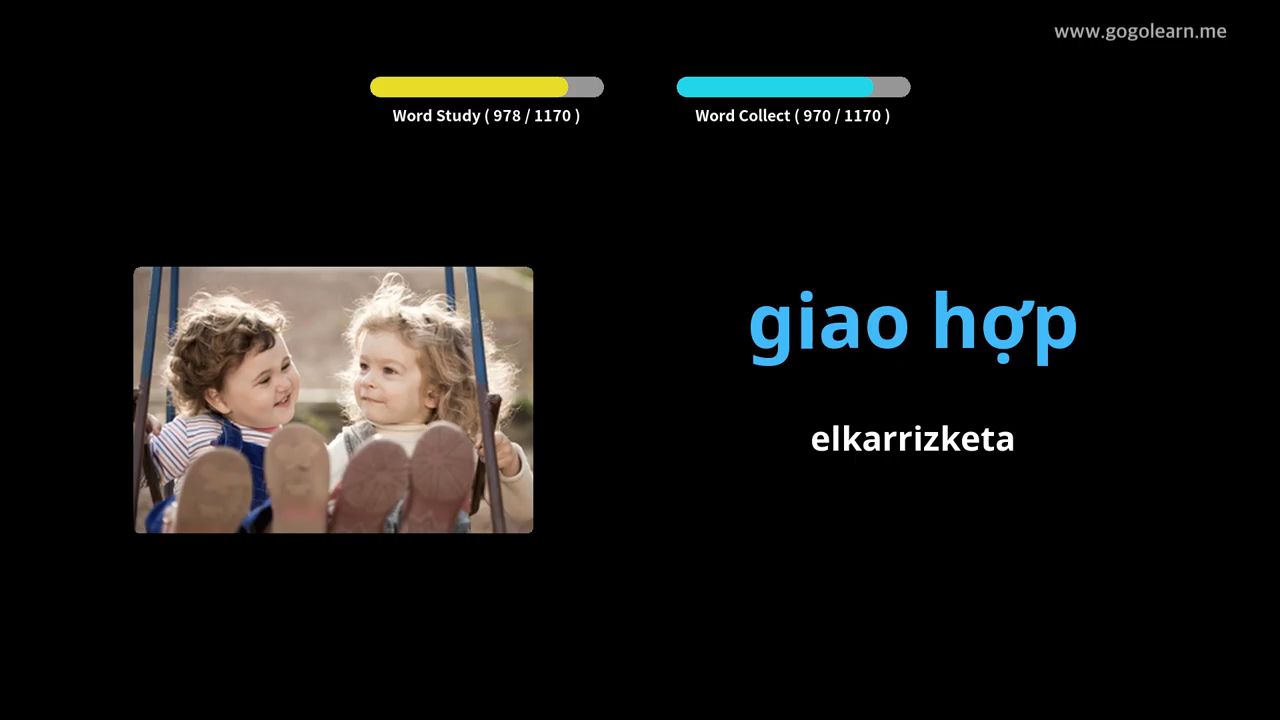 www.gogolearn.me
Word Study ( 978 / 1170 )
Word Collect ( 970 / 1170 )
giao hợp
elkarrizketa